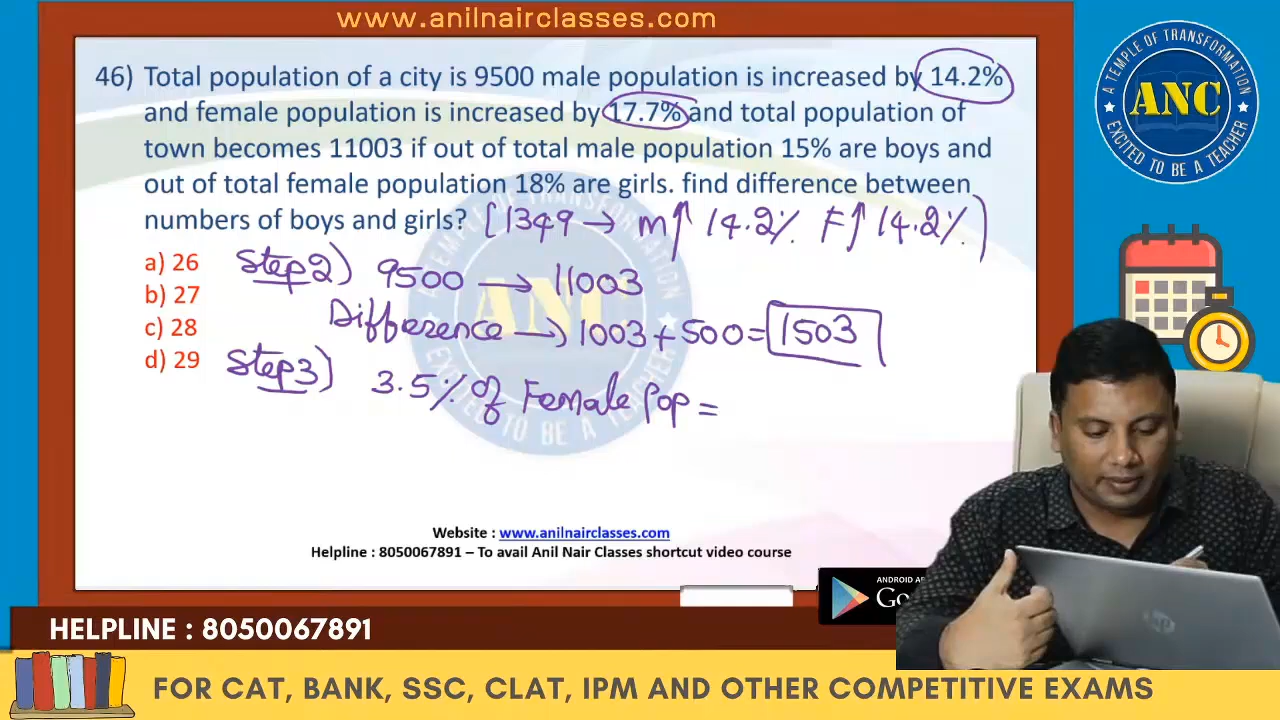 www.anilnairclasses.com
46) Total population of a city is 9500 male population is increased by 14.2%
and female population is increased by 17.7% and total population of
town becomes 11003 if out of total male population 15% are boys and
out of total female population 18% are girls. find difference between
numbers of boys and girls? [1349 → m↑ 14.2% F↑ 14.2%)
a) 26
b) 27
c) 28
d) 29
Step2) 9500 → 11003
Difference → 1003 + 500 = 1503
Step3) 3.5% of Female Pop =
Website : www.anilnairclasses.com
Helpline : 8050067891 – To avail Anil Nair Classes shortcut video course
A TEMPLE OF TRANSFORMATION
ANC
EXCITED TO BE A TEACHER
ANDROID AP
Go
hp
HELPLINE : 8050067891
FOR CAT, BANK, SSC, CLAT, IPM AND OTHER COMPETITIVE EXAMS